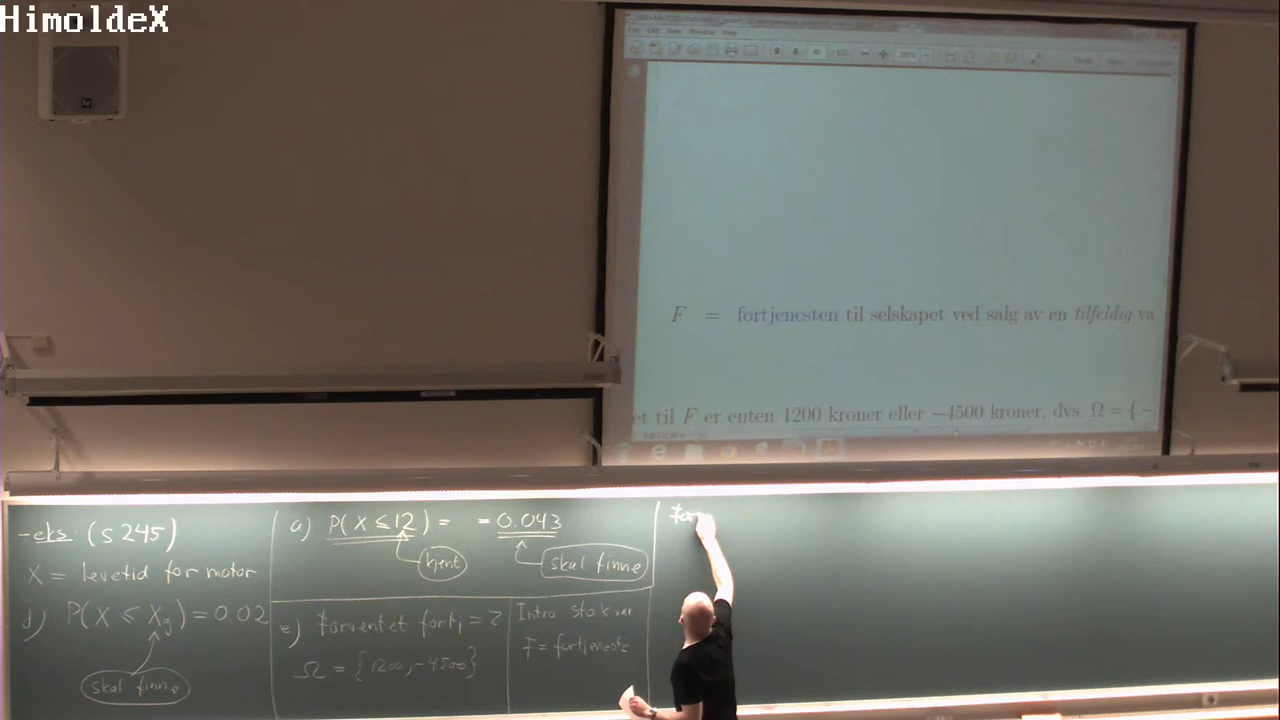 HimoldeX
F = fortjenesten til selskapet ved salg av en tilfeldig va
et til F er enten 1200 kroner eller −4500 kroner, dvs. Ω = { -
-eks: (s 245)
X = levetid for motor
d) P(X ≤ Xg) = 0.02
skal finne
a) P(X ≤ 12) = = 0.043
kjent
skal finne
e) Forventet fortj = ?
Ω = {1200, -4500}
Intro stok var
F = fortjeneste